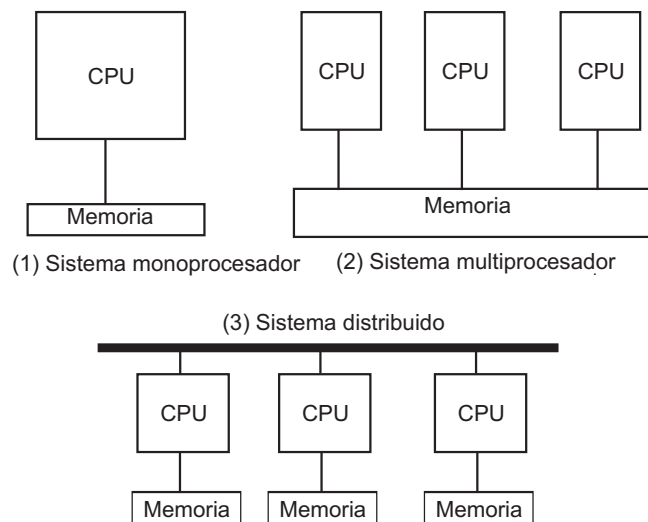 CPU
CPU
CPU
CPU
Memoria
Memoria
(1) Sistema monoprocesador
(2) Sistema multiprocesador
(3) Sistema distribuido
CPU
CPU
CPU
Memoria
Memoria
Memoria